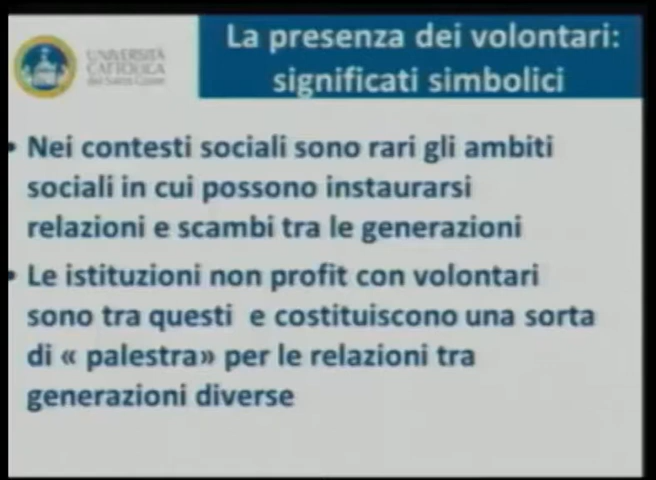 La presenza dei volontari:
significati simbolici
UNIVERSITÀ
CATTOLICA
del Sacro Cuore
• Nei contesti sociali sono rari gli ambiti
sociali in cui possono instaurarsi
relazioni e scambi tra le generazioni
• Le istituzioni non profit con volontari
sono tra questi e costituiscono una sorta
di « palestra» per le relazioni tra
generazioni diverse